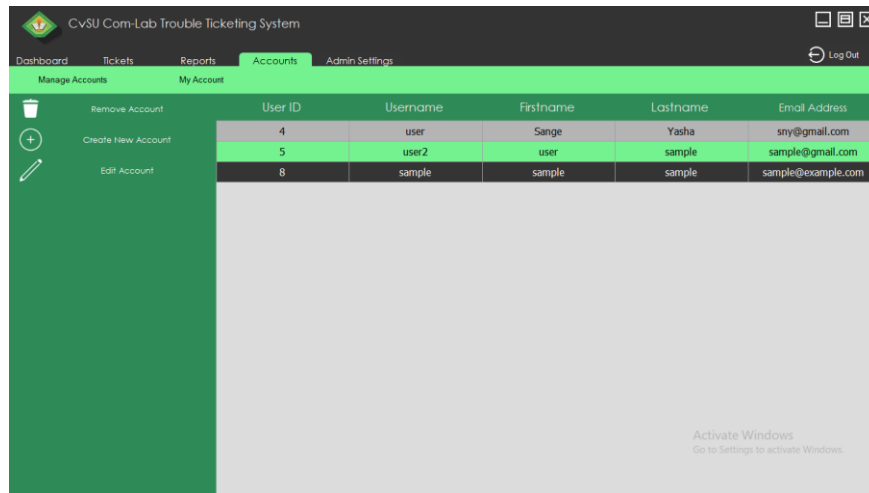 CvSU Com-Lab Trouble Ticketing System
Dashboard Tickets Reports Accounts Admin Settings Log Out
Manage Accounts My Account
Remove Account
Create New Account
Edit Account
User ID Username Firstname Lastname Email Address
4 user Sange Yasha sny@gmail.com
5 user2 user sample sample@gmail.com
8 sample sample sample sample@example.com
Activate Windows
Go to Settings to activate Windows.